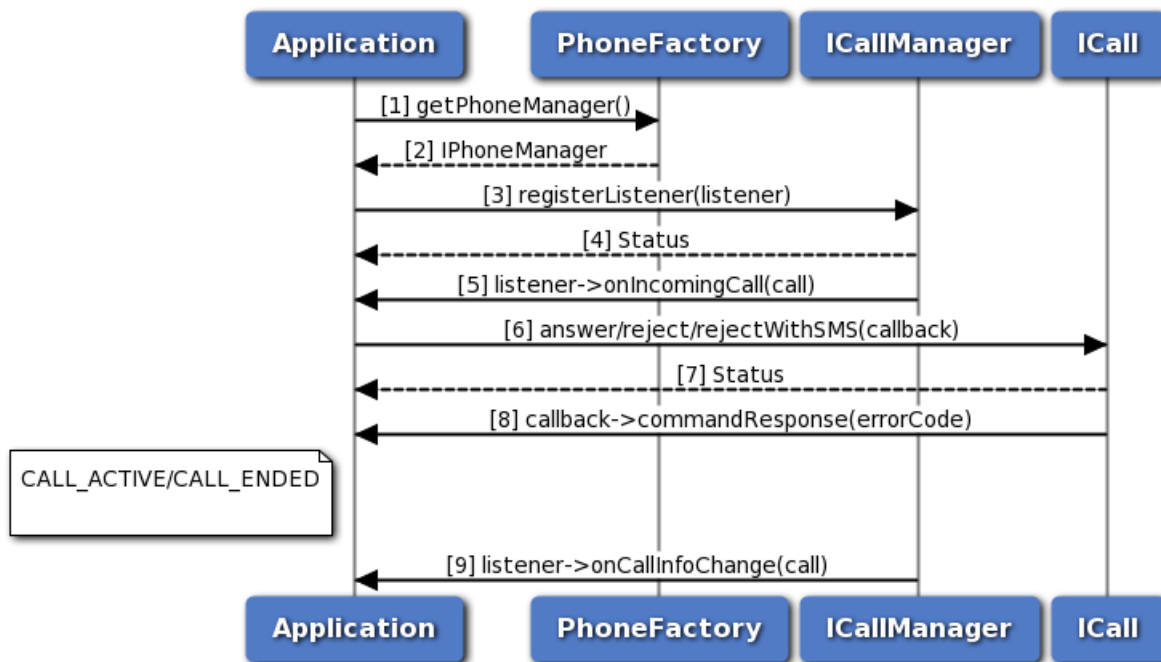 Application PhoneFactory ICallManager ICall
[1] getPhoneManager()
[2] IPhoneManager
[3] registerListener(listener)
[4] Status
[5] listener->onIncomingCall(call)
[6] answer/reject/rejectWithSMS(callback)
[7] Status
[8] callback->commandResponse(errorCode)
CALL_ACTIVE/CALL_ENDED
[9] listener->onCallInfoChange(call)
Application PhoneFactory ICallManager ICall